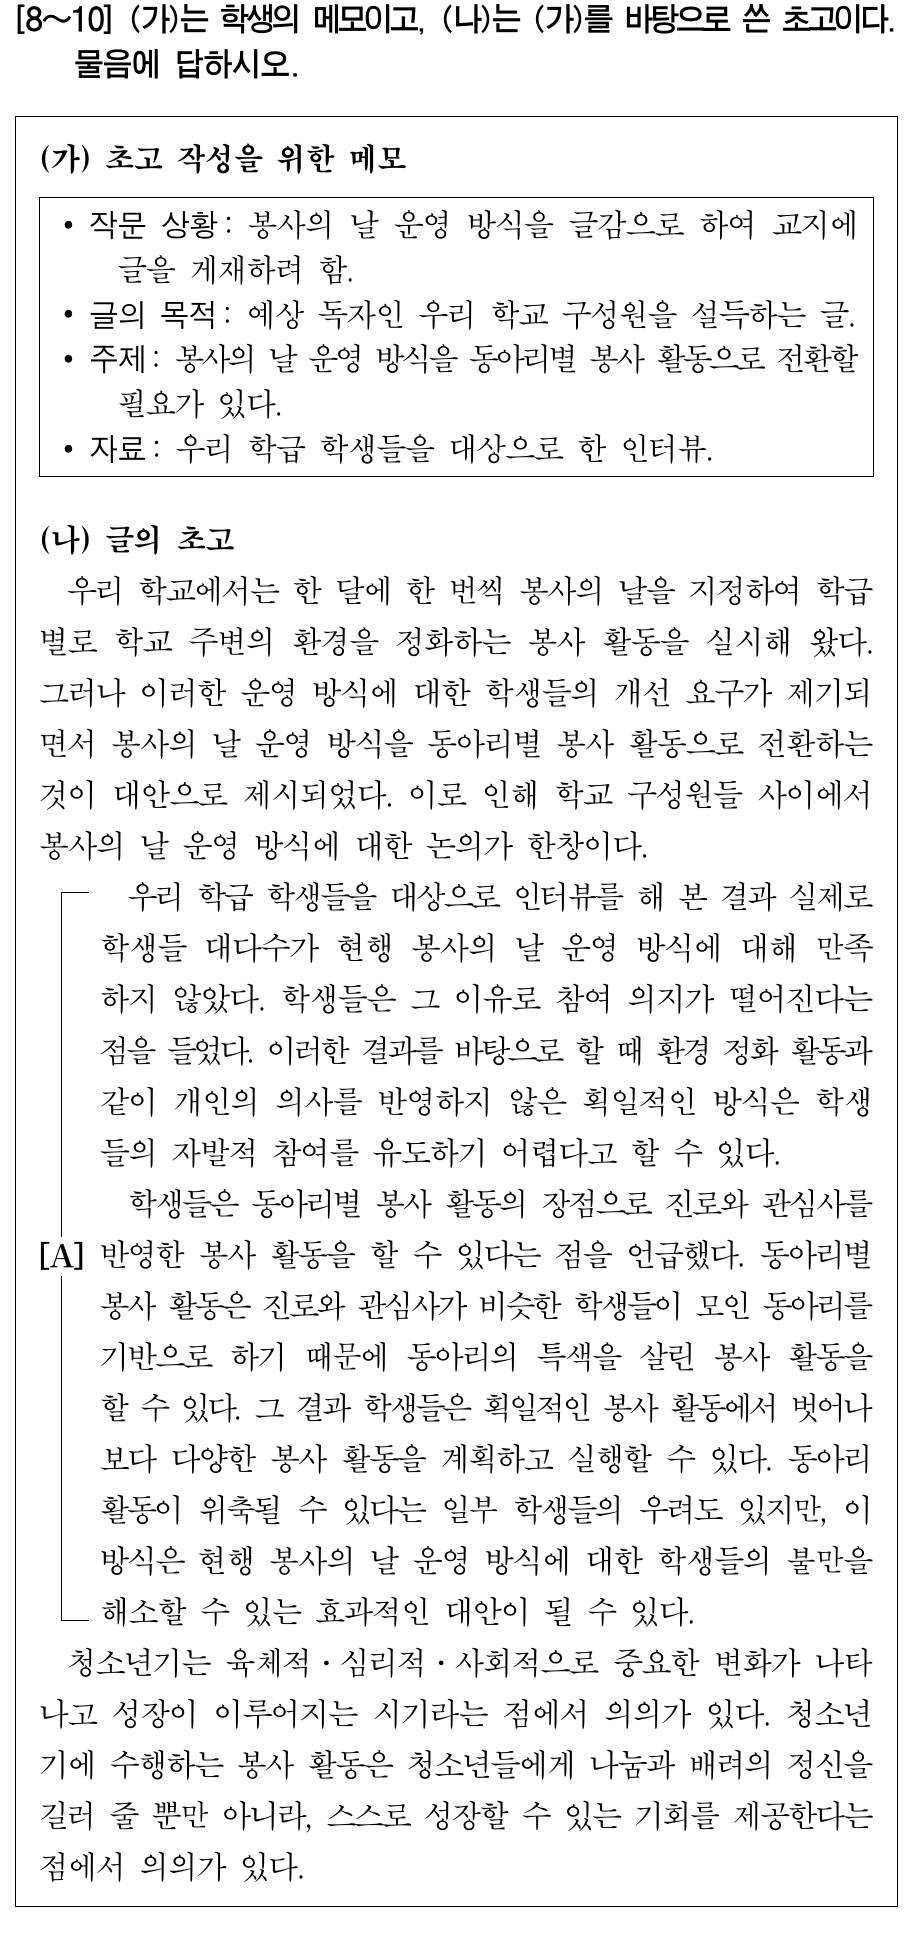 [8～10] (가)는 학생의 메모이고, (나)는 (가)를 바탕으로 쓴 초고이다.
물음에 답하시오.
(가) 초고 작성을 위한 메모
• 작문 상황 : 봉사의 날 운영 방식을 글감으로 하여 교지에
글을 게재하려 함.
• 글의 목적 : 예상 독자인 우리 학교 구성원을 설득하는 글.
• 주제 : 봉사의 날 운영 방식을 동아리별 봉사 활동으로 전환할
필요가 있다.
• 자료 : 우리 학급 학생들을 대상으로 한 인터뷰.
(나) 글의 초고
우리 학교에서는 한 달에 한 번씩 봉사의 날을 지정하여 학급
별로 학교 주변의 환경을 정화하는 봉사 활동을 실시해 왔다.
그러나 이러한 운영 방식에 대한 학생들의 개선 요구가 제기되
면서 봉사의 날 운영 방식을 동아리별 봉사 활동으로 전환하는
것이 대안으로 제시되었다. 이로 인해 학교 구성원들 사이에서
봉사의 날 운영 방식에 대한 논의가 한창이다.
우리 학급 학생들을 대상으로 인터뷰를 해 본 결과 실제로
학생들 대다수가 현행 봉사의 날 운영 방식에 대해 만족
하지 않았다. 학생들은 그 이유로 참여 의지가 떨어진다는
점을 들었다. 이러한 결과를 바탕으로 할 때 환경 정화 활동과
같이 개인의 의사를 반영하지 않은 획일적인 방식은 학생
들의 자발적 참여를 유도하기 어렵다고 할 수 있다.
학생들은 동아리별 봉사 활동의 장점으로 진로와 관심사를
[A] 반영한 봉사 활동을 할 수 있다는 점을 언급했다. 동아리별
봉사 활동은 진로와 관심사가 비슷한 학생들이 모인 동아리를
기반으로 하기 때문에 동아리의 특색을 살린 봉사 활동을
할 수 있다. 그 결과 학생들은 획일적인 봉사 활동에서 벗어나
보다 다양한 봉사 활동을 계획하고 실행할 수 있다. 동아리
활동이 위축될 수 있다는 일부 학생들의 우려도 있지만, 이
방식은 현행 봉사의 날 운영 방식에 대한 학생들의 불만을
해소할 수 있는 효과적인 대안이 될 수 있다.
청소년기는 육체적·심리적·사회적으로 중요한 변화가 나타
나고 성장이 이루어지는 시기라는 점에서 의의가 있다. 청소년
기에 수행하는 봉사 활동은 청소년들에게 나눔과 배려의 정신을
길러 줄 뿐만 아니라, 스스로 성장할 수 있는 기회를 제공한다는
점에서 의의가 있다.